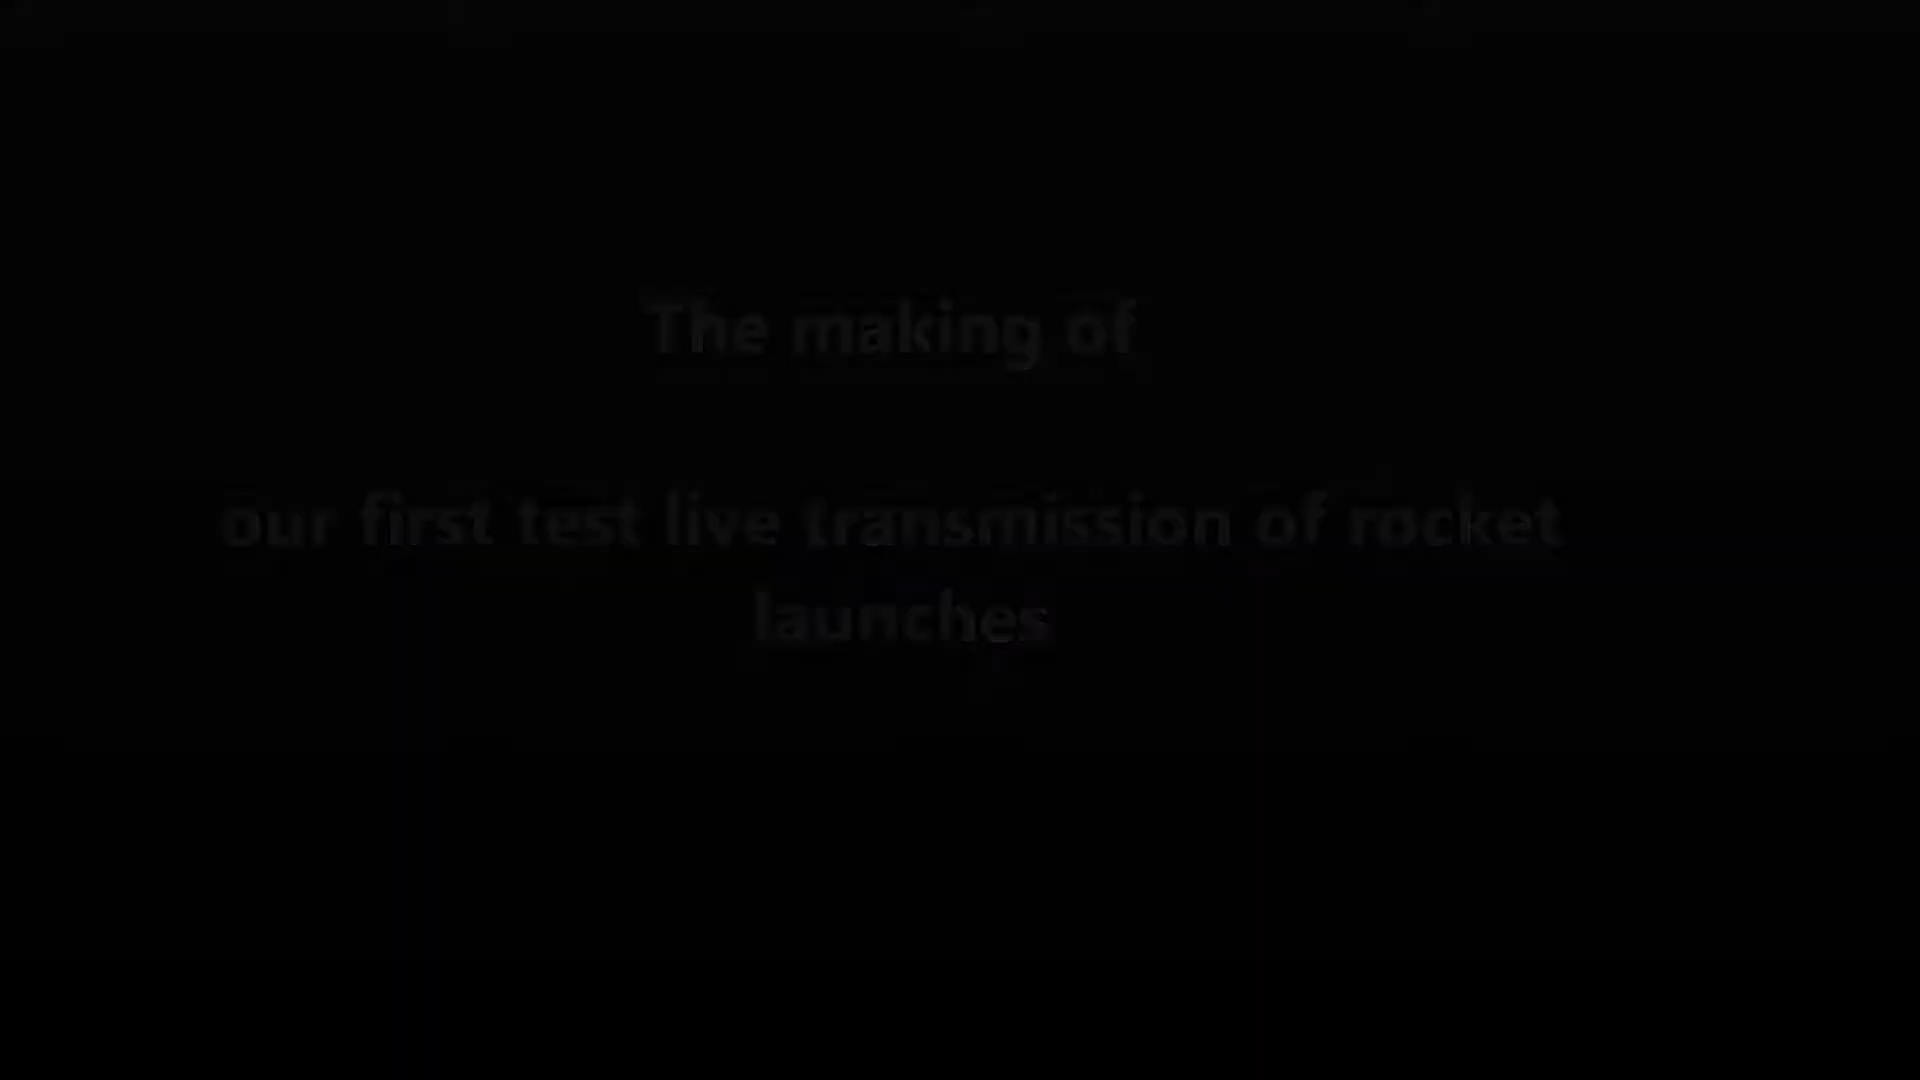 The making of
our first test live transmission of rocket
launches